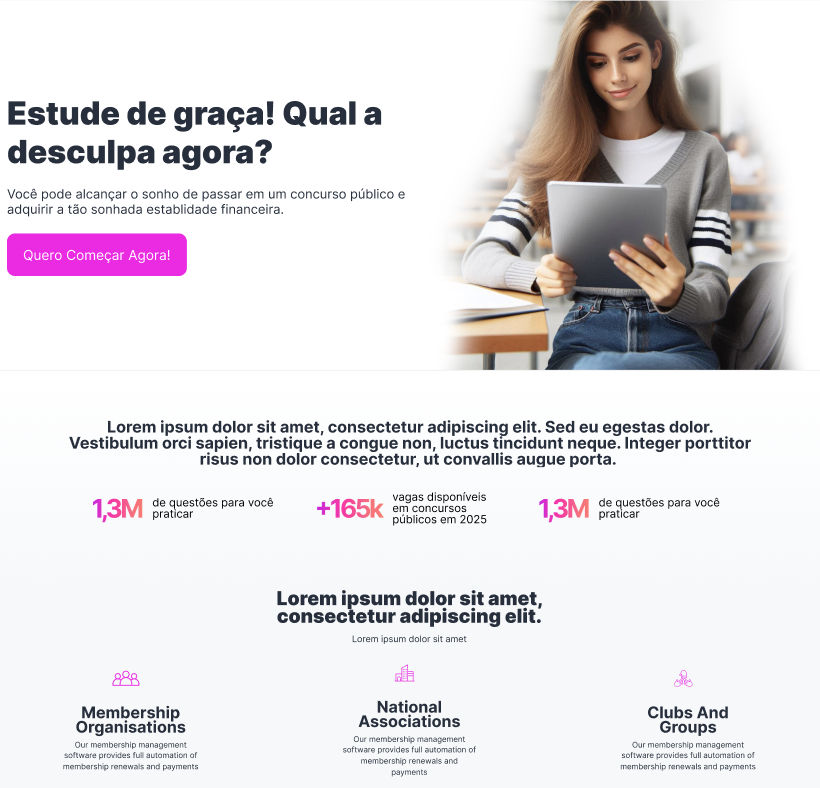 Estude de graça! Qual a
desculpa agora?
Você pode alcançar o sonho de passar em um concurso público e
adquirir a tão sonhada establidade financeira.
Quero Começar Agora!
Lorem ipsum dolor sit amet, consectetur adipiscing elit. Sed eu egestas dolor.
Vestibulum orci sapien, tristique a congue non, luctus tincidunt neque. Integer porttitor
risus non dolor consectetur, ut convallis augue porta.
1,3M
de questões para você
praticar
+165k
vagas disponíveis
em concursos
públicos em 2025
1,3M
de questões para você
praticar
Lorem ipsum dolor sit amet,
consectetur adipiscing elit.
Lorem ipsum dolor sit amet
Membership
Organisations
Our membership management
software provides full automation of
membership renewals and payments
National
Associations
Our membership management
software provides full automation of
membership renewals and
payments
Clubs And
Groups
Our membership management
software provides full automation of
membership renewals and payments